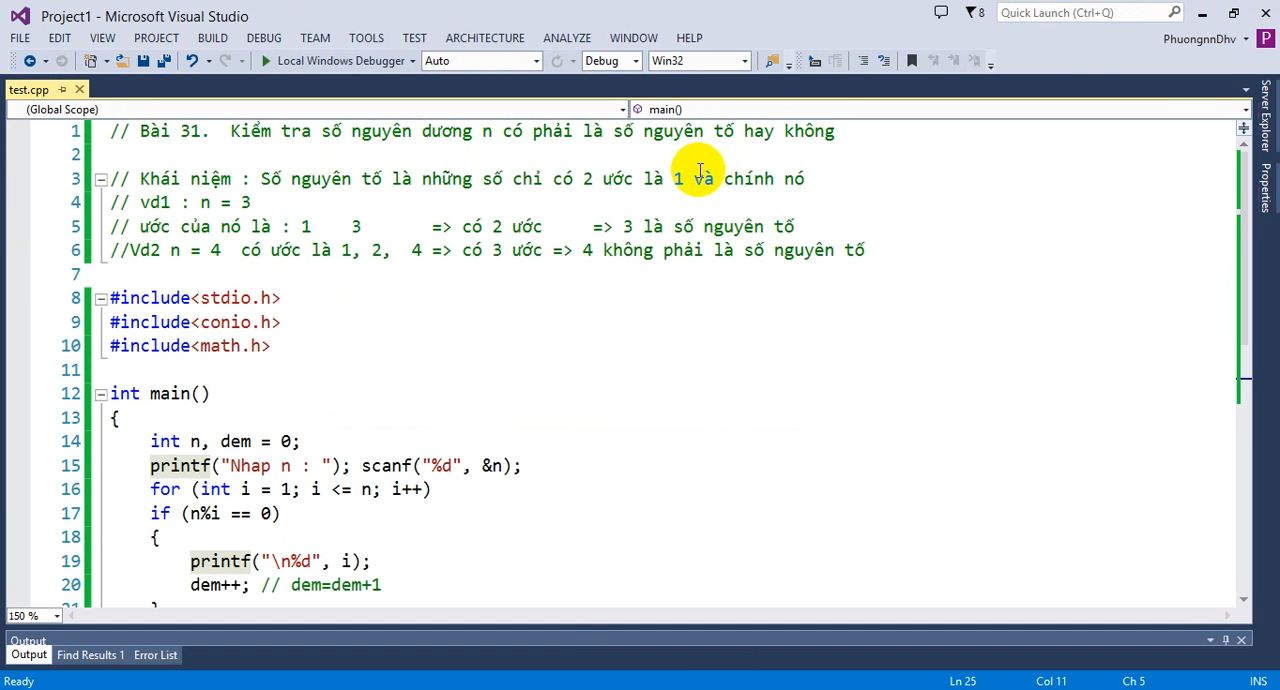 Project1 - Microsoft Visual Studio
8
Quick Launch (Ctrl+Q)
FILE EDIT VIEW PROJECT BUILD DEBUG TEAM TOOLS TEST ARCHITECTURE ANALYZE WINDOW HELP
PhuongnnDhv
P
Local Windows Debugger Auto Debug Win32
test.cpp
(Global Scope) main()
1 // Bài 31. Kiểm tra số nguyên dương n có phải là số nguyên tố hay không
2
3 // Khái niệm : Số nguyên tố là những số chỉ có 2 ước là 1 và chính nó
4 // vd1 : n = 3
5 // ước của nó là : 1 3 => có 2 ước => 3 là số nguyên tố
6 //Vd2 n = 4 có ước là 1, 2, 4 => có 3 ước => 4 không phải là số nguyên tố
7
8 #include<stdio.h>
9 #include<conio.h>
10 #include<math.h>
11
12 int main()
13 {
14 int n, dem = 0;
15 printf("Nhap n : "); scanf("%d", &n);
16 for (int i = 1; i <= n; i++)
17 if (n%i == 0)
18 {
19 printf("\n%d", i);
20 dem++; // dem=dem+1
21 }
150 %
Server Explorer
Properties
Output
Output Find Results 1 Error List
Ready Ln 25 Col 11 Ch 5 INS